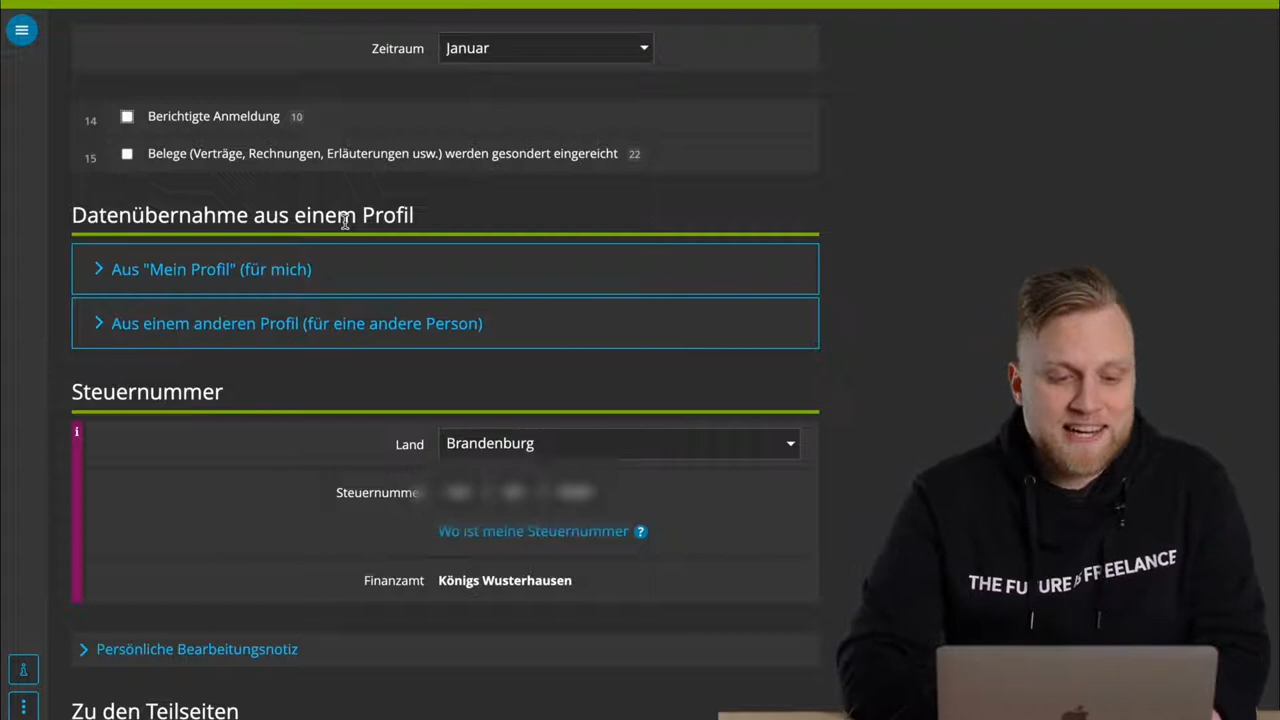 Zeitraum Januar
14 Berichtigte Anmeldung 10
15 Belege (Verträge, Rechnungen, Erläuterungen usw.) werden gesondert eingereicht 22
Datenübernahme aus einem Profil
Aus "Mein Profil" (für mich)
Aus einem anderen Profil (für eine andere Person)
Steuernummer
i
Land Brandenburg
Steuernumme
Wo ist meine Steuernummer ?
Finanzamt Königs Wusterhausen
Persönliche Bearbeitungsnotiz
Zu den Teilseiten
i
THE FUTURE IS FREELANCE